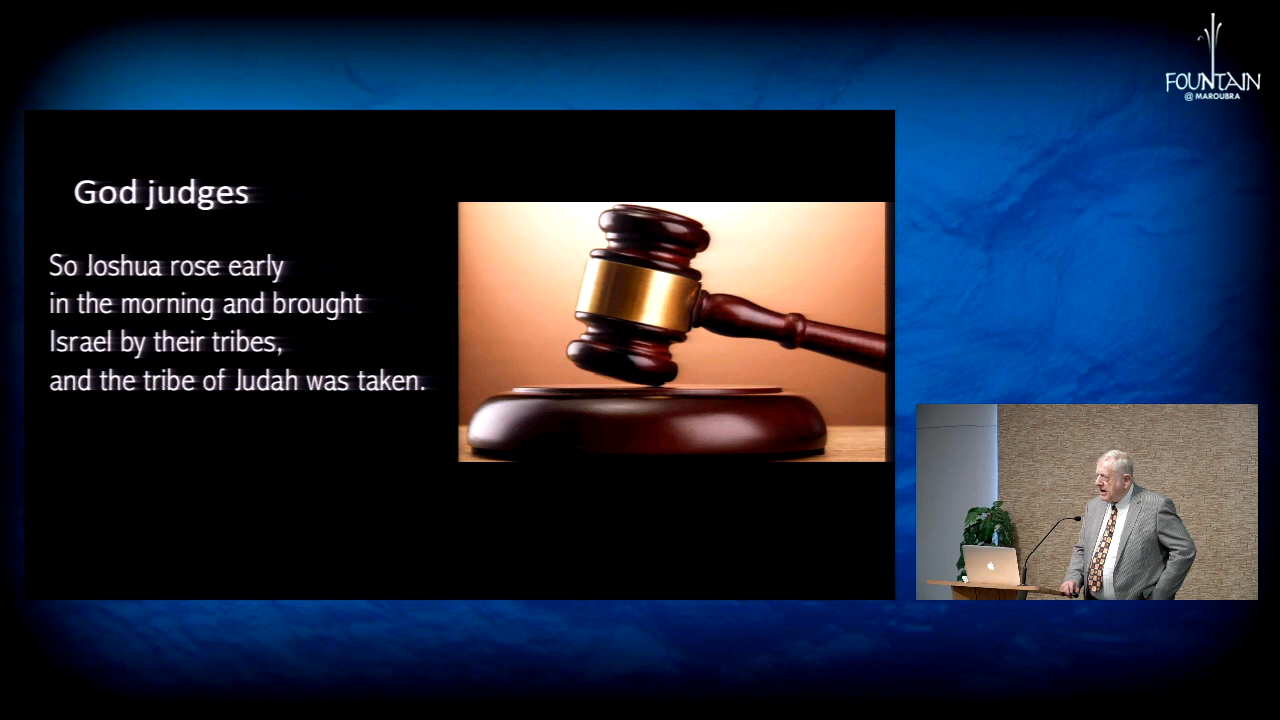 FOUNTAIN
@ MAROUBRA
God judges
So Joshua rose early
in the morning and brought
Israel by their tribes,
and the tribe of Judah was taken.